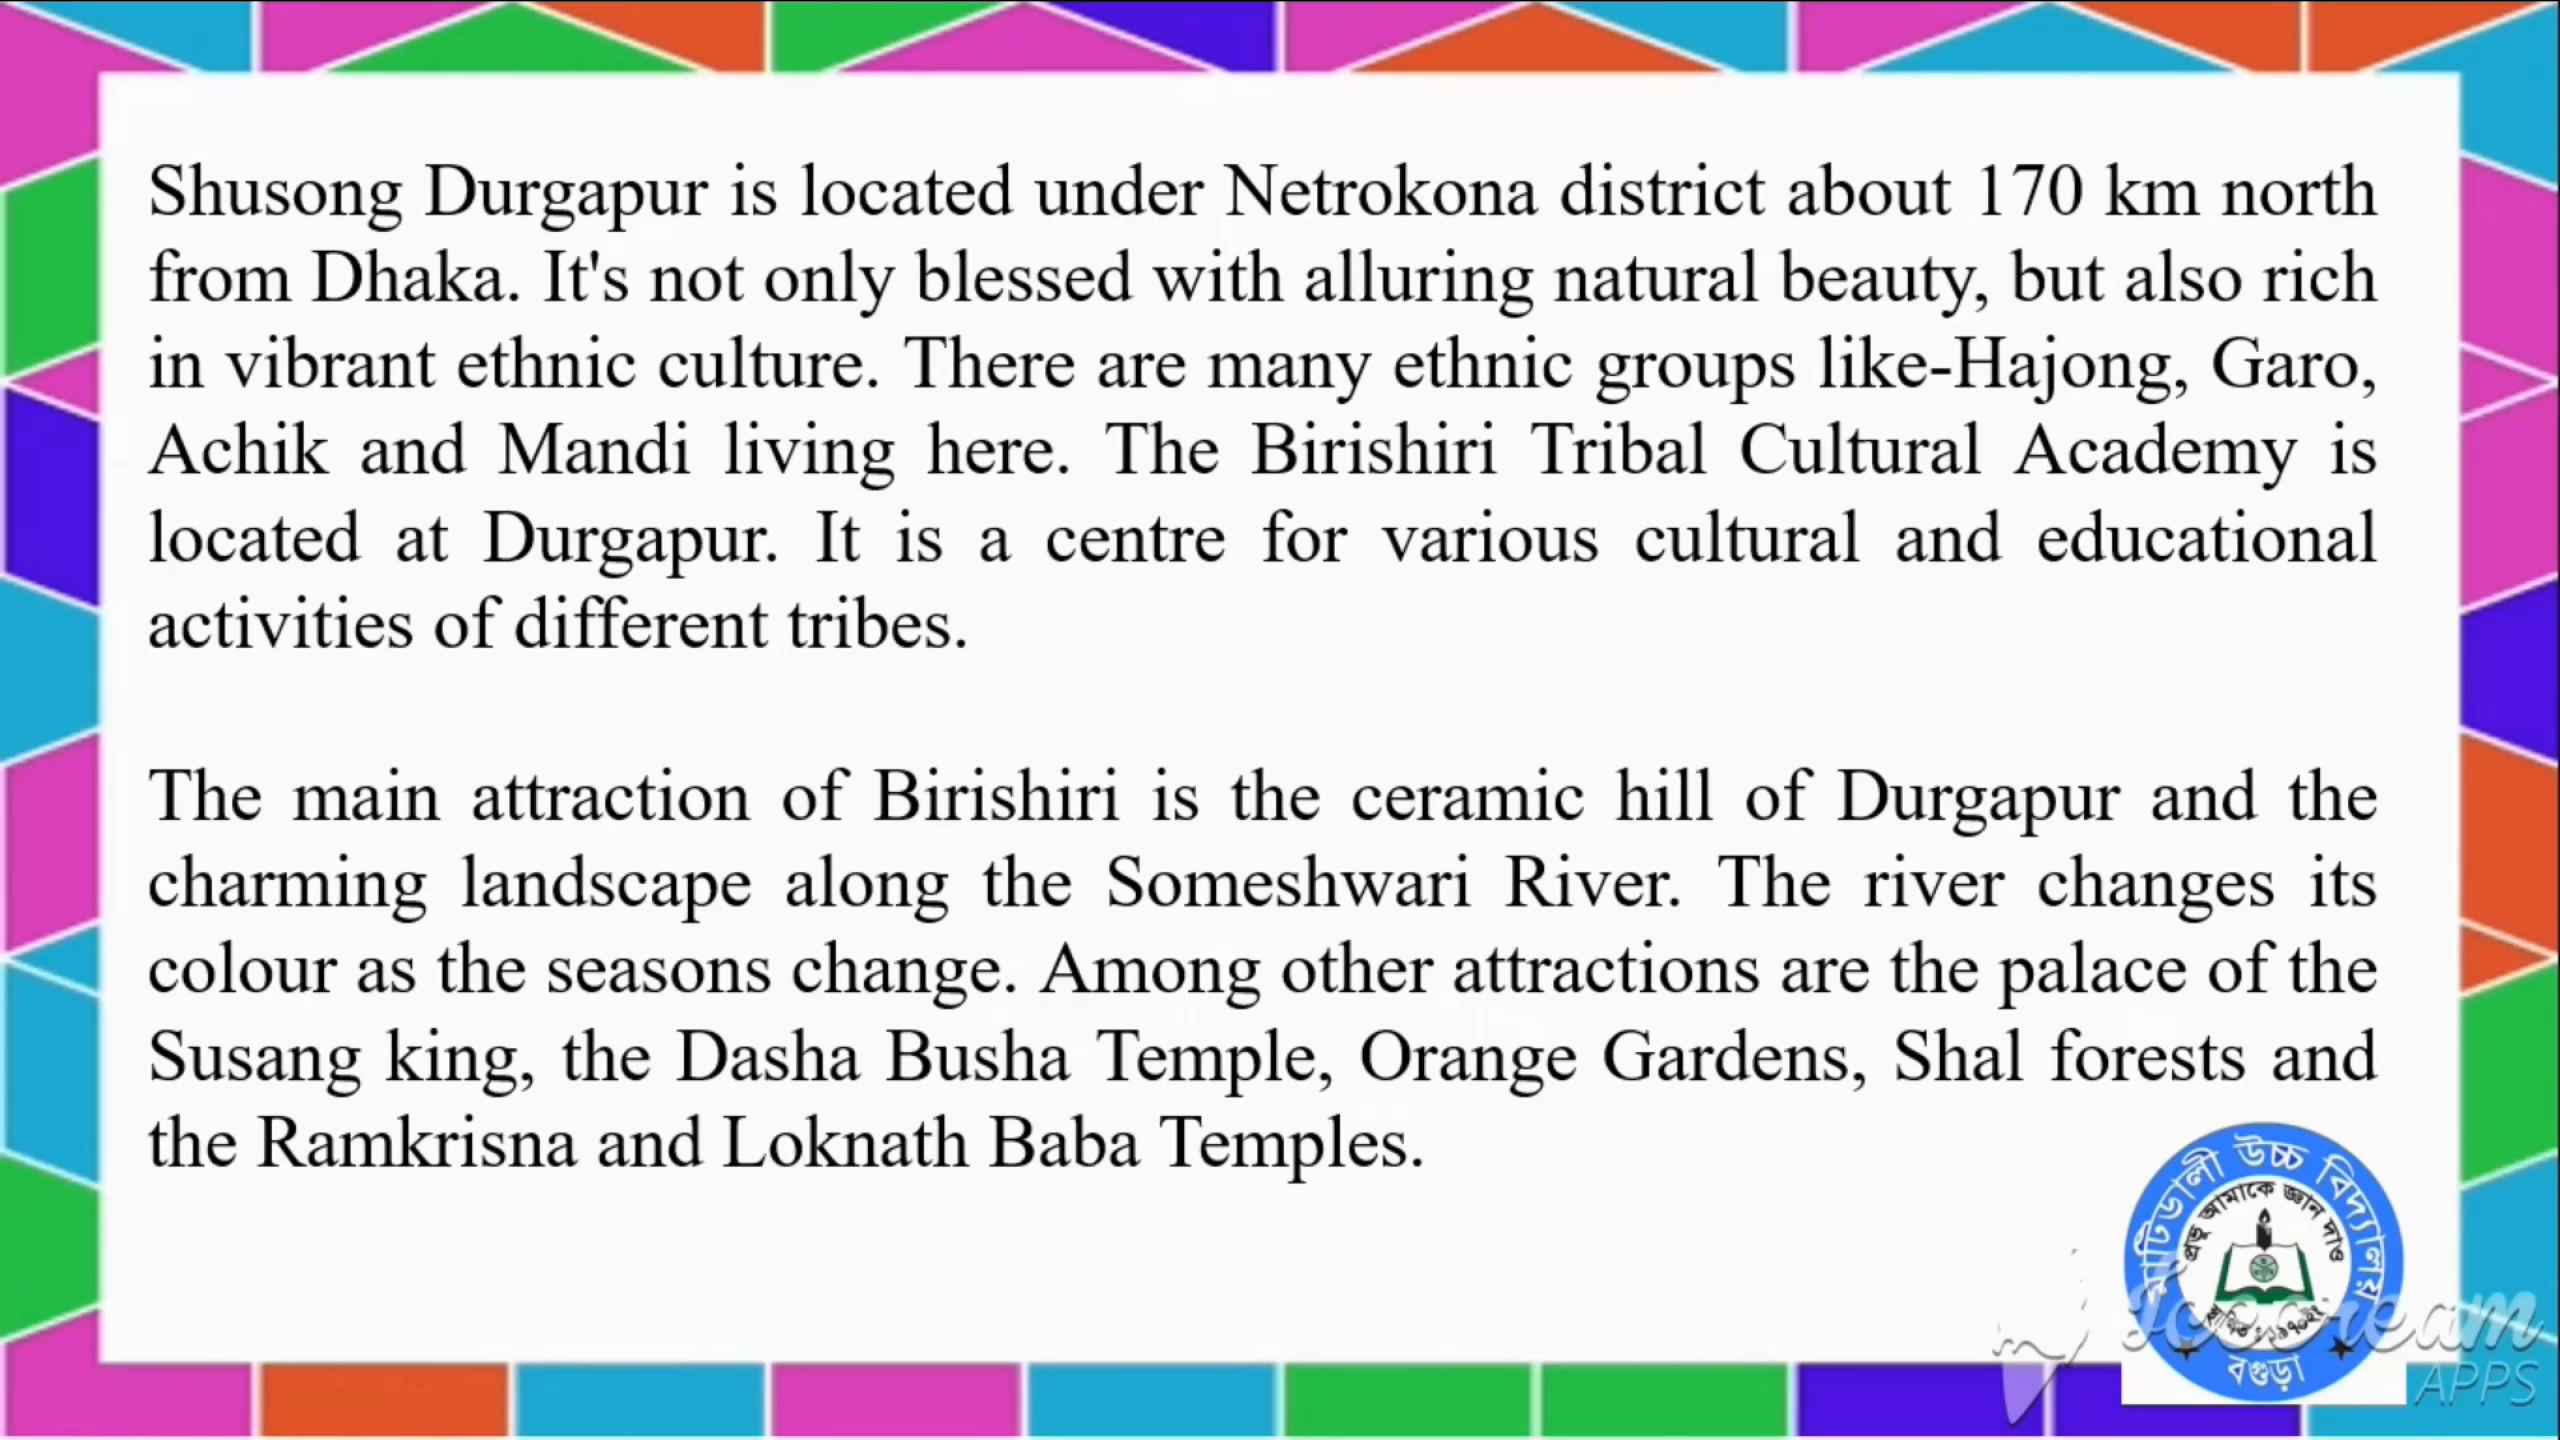 Shusong Durgapur is located under Netrokona district about 170 km north
from Dhaka. It's not only blessed with alluring natural beauty, but also rich
in vibrant ethnic culture. There are many ethnic groups like-Hajong, Garo,
Achik and Mandi living here. The Birishiri Tribal Cultural Academy is
located at Durgapur. It is a centre for various cultural and educational
activities of different tribes.
The main attraction of Birishiri is the ceramic hill of Durgapur and the
charming landscape along the Someshwari River. The river changes its
colour as the seasons change. Among other attractions are the palace of the
Susang king, the Dasha Busha Temple, Orange Gardens, Shal forests and
the Ramkrisna and Loknath Baba Temples.
মাটিডালী উচ্চ বিদ্যালয়
প্রভু আমাকে জ্ঞান দাও
বগুড়া
Icecream
APPS